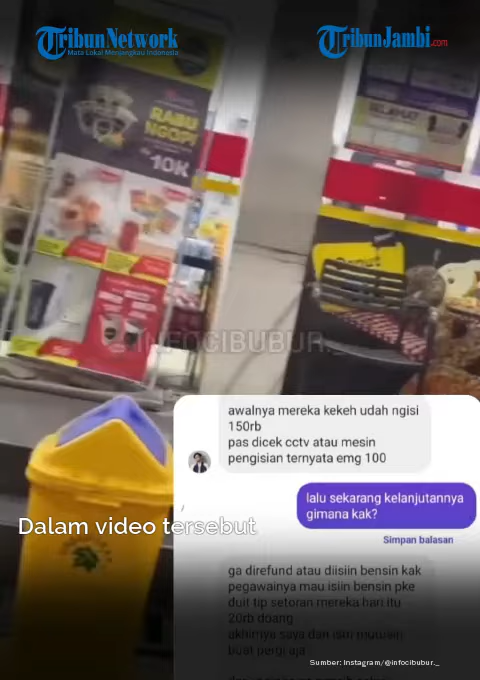 TribunNetwork
Mata Lokal Menjangkau Indonesia
TribunJambi.com
RABU
NGOPI
Rp 10K
SELAMAT
INFOCIBUBUR._
awalnya mereka kekeh udah ngisi
150rb
pas dicek cctv atau mesin
pengisian ternyata emg 100
lalu sekarang kelanjutannya
gimana kak?
Simpan balasan
Dalam video tersebut
ga direfund atau diisiin bensin kak
pegawainya mau isiin bensin pke
duit tip setoran mereka hari itu
20rb doang
akhirnya saya dan istri mutusin
buat pergi aja
Sumber: Instagram/@infocibubur._